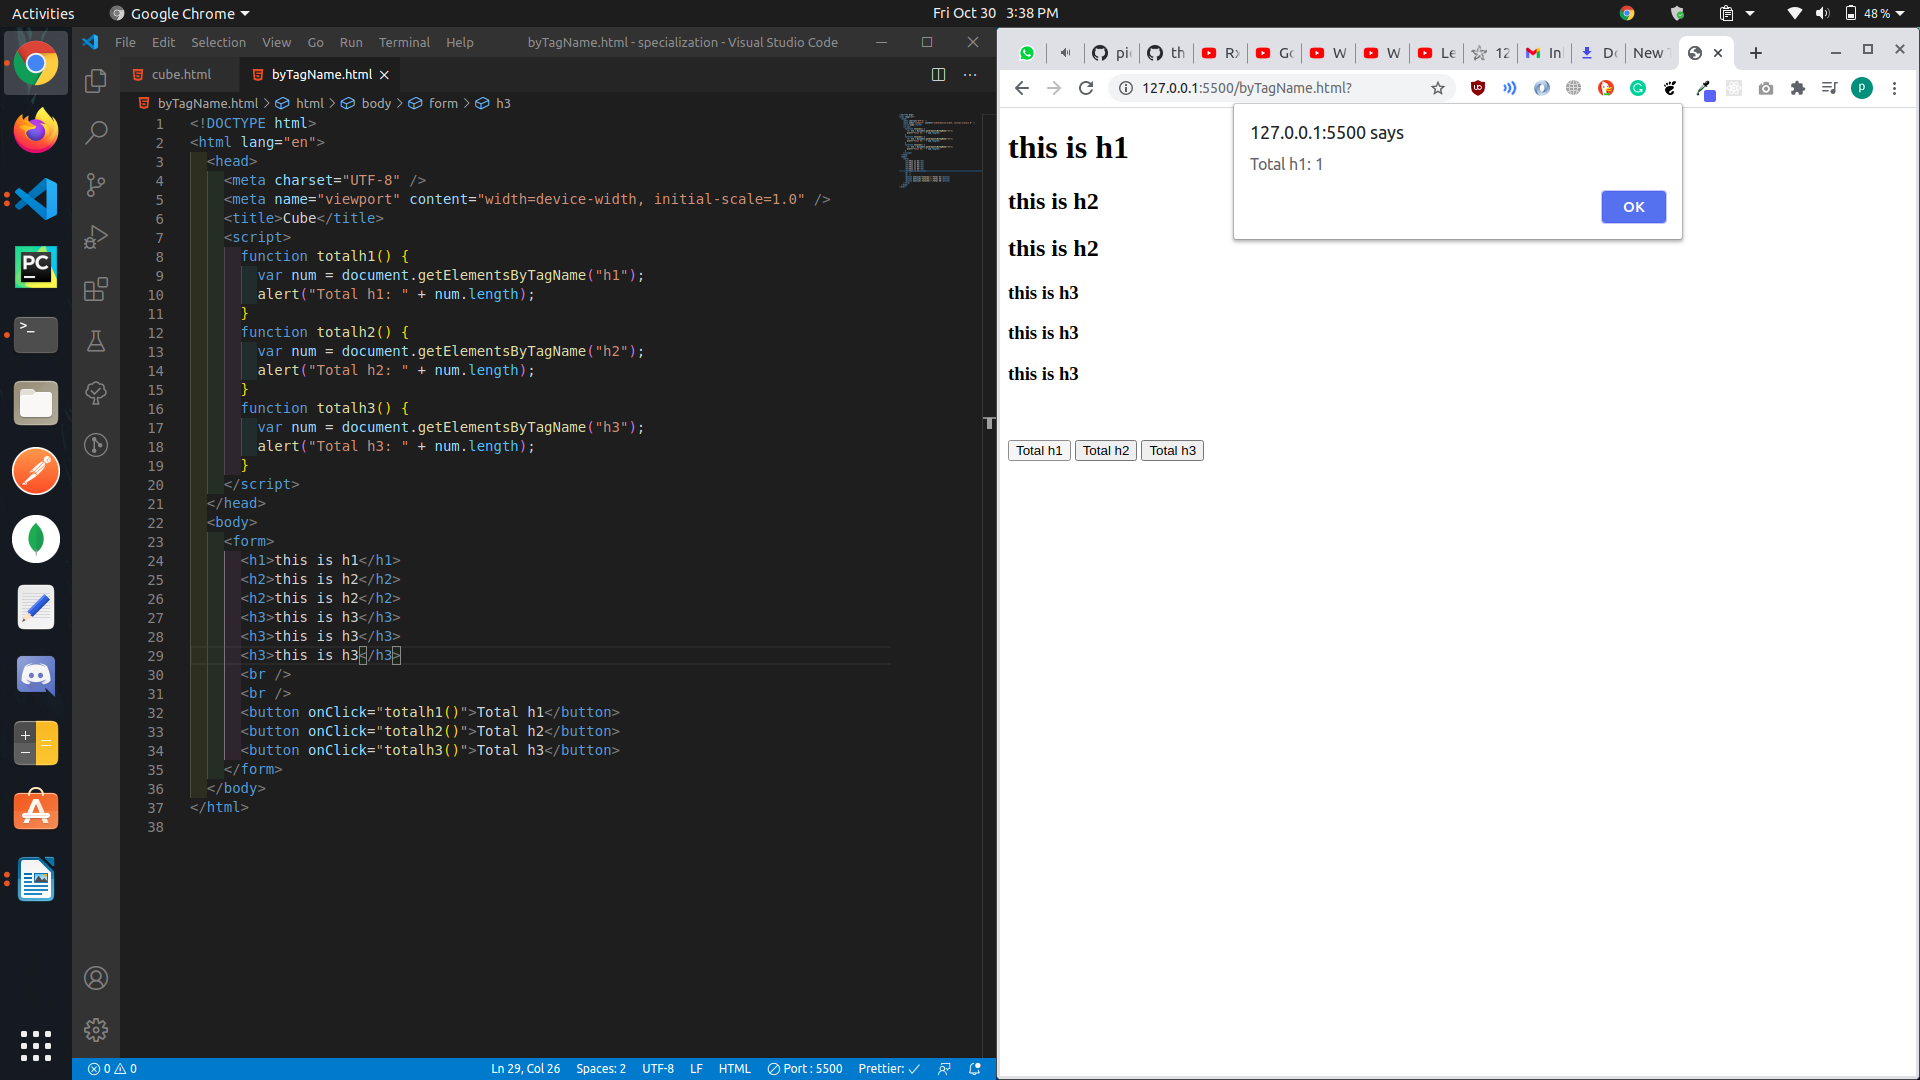 Activities
Google Chrome
Fri Oct 30 3:38 PM
48 %
File Edit Selection View Go Run Terminal Help
byTagName.html - specialization - Visual Studio Code
cube.html
byTagName.html
byTagName.html > html > body > form > h3
1 <!DOCTYPE html>
2 <html lang="en">
3 <head>
4 <meta charset="UTF-8" />
5 <meta name="viewport" content="width=device-width, initial-scale=1.0" />
6 <title>Cube</title>
7 <script>
8 function totalh1() {
9 var num = document.getElementsByTagName("h1");
10 alert("Total h1: " + num.length);
11 }
12 function totalh2() {
13 var num = document.getElementsByTagName("h2");
14 alert("Total h2: " + num.length);
15 }
16 function totalh3() {
17 var num = document.getElementsByTagName("h3");
18 alert("Total h3: " + num.length);
19 }
20 </script>
21 </head>
22 <body>
23 <form>
24 <h1>this is h1</h1>
25 <h2>this is h2</h2>
26 <h2>this is h2</h2>
27 <h3>this is h3</h3>
28 <h3>this is h3</h3>
29 <h3>this is h3</h3>
30 <br />
31 <br />
32 <button onClick="totalh1()">Total h1</button>
33 <button onClick="totalh2()">Total h2</button>
34 <button onClick="totalh3()">Total h3</button>
35 </form>
36 </body>
37 </html>
38
0 0
Ln 29, Col 26 Spaces: 2 UTF-8 LF HTML Port : 5500 Prettier: ✓
PC
>_
pi th Rx Go W W Le 12 In Do New
127.0.0.1:5500/byTagName.html?
P
127.0.0.1:5500 says
Total h1: 1
OK
this is h1
this is h2
this is h2
this is h3
this is h3
this is h3
Total h1 Total h2 Total h3